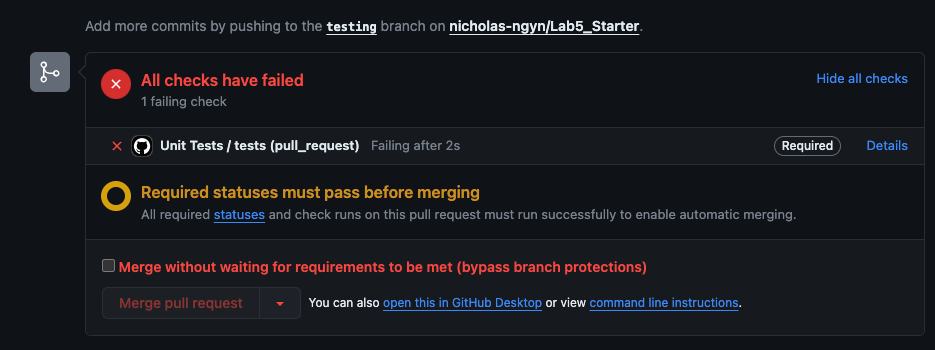 Add more commits by pushing to the testing branch on nicholas-ngyn/Lab5_Starter.
All checks have failed
Hide all checks
1 failing check
Unit Tests / tests (pull_request) Failing after 2s Required Details
Required statuses must pass before merging
All required statuses and check runs on this pull request must run successfully to enable automatic merging.
Merge without waiting for requirements to be met (bypass branch protections)
Merge pull request You can also open this in GitHub Desktop or view command line instructions.